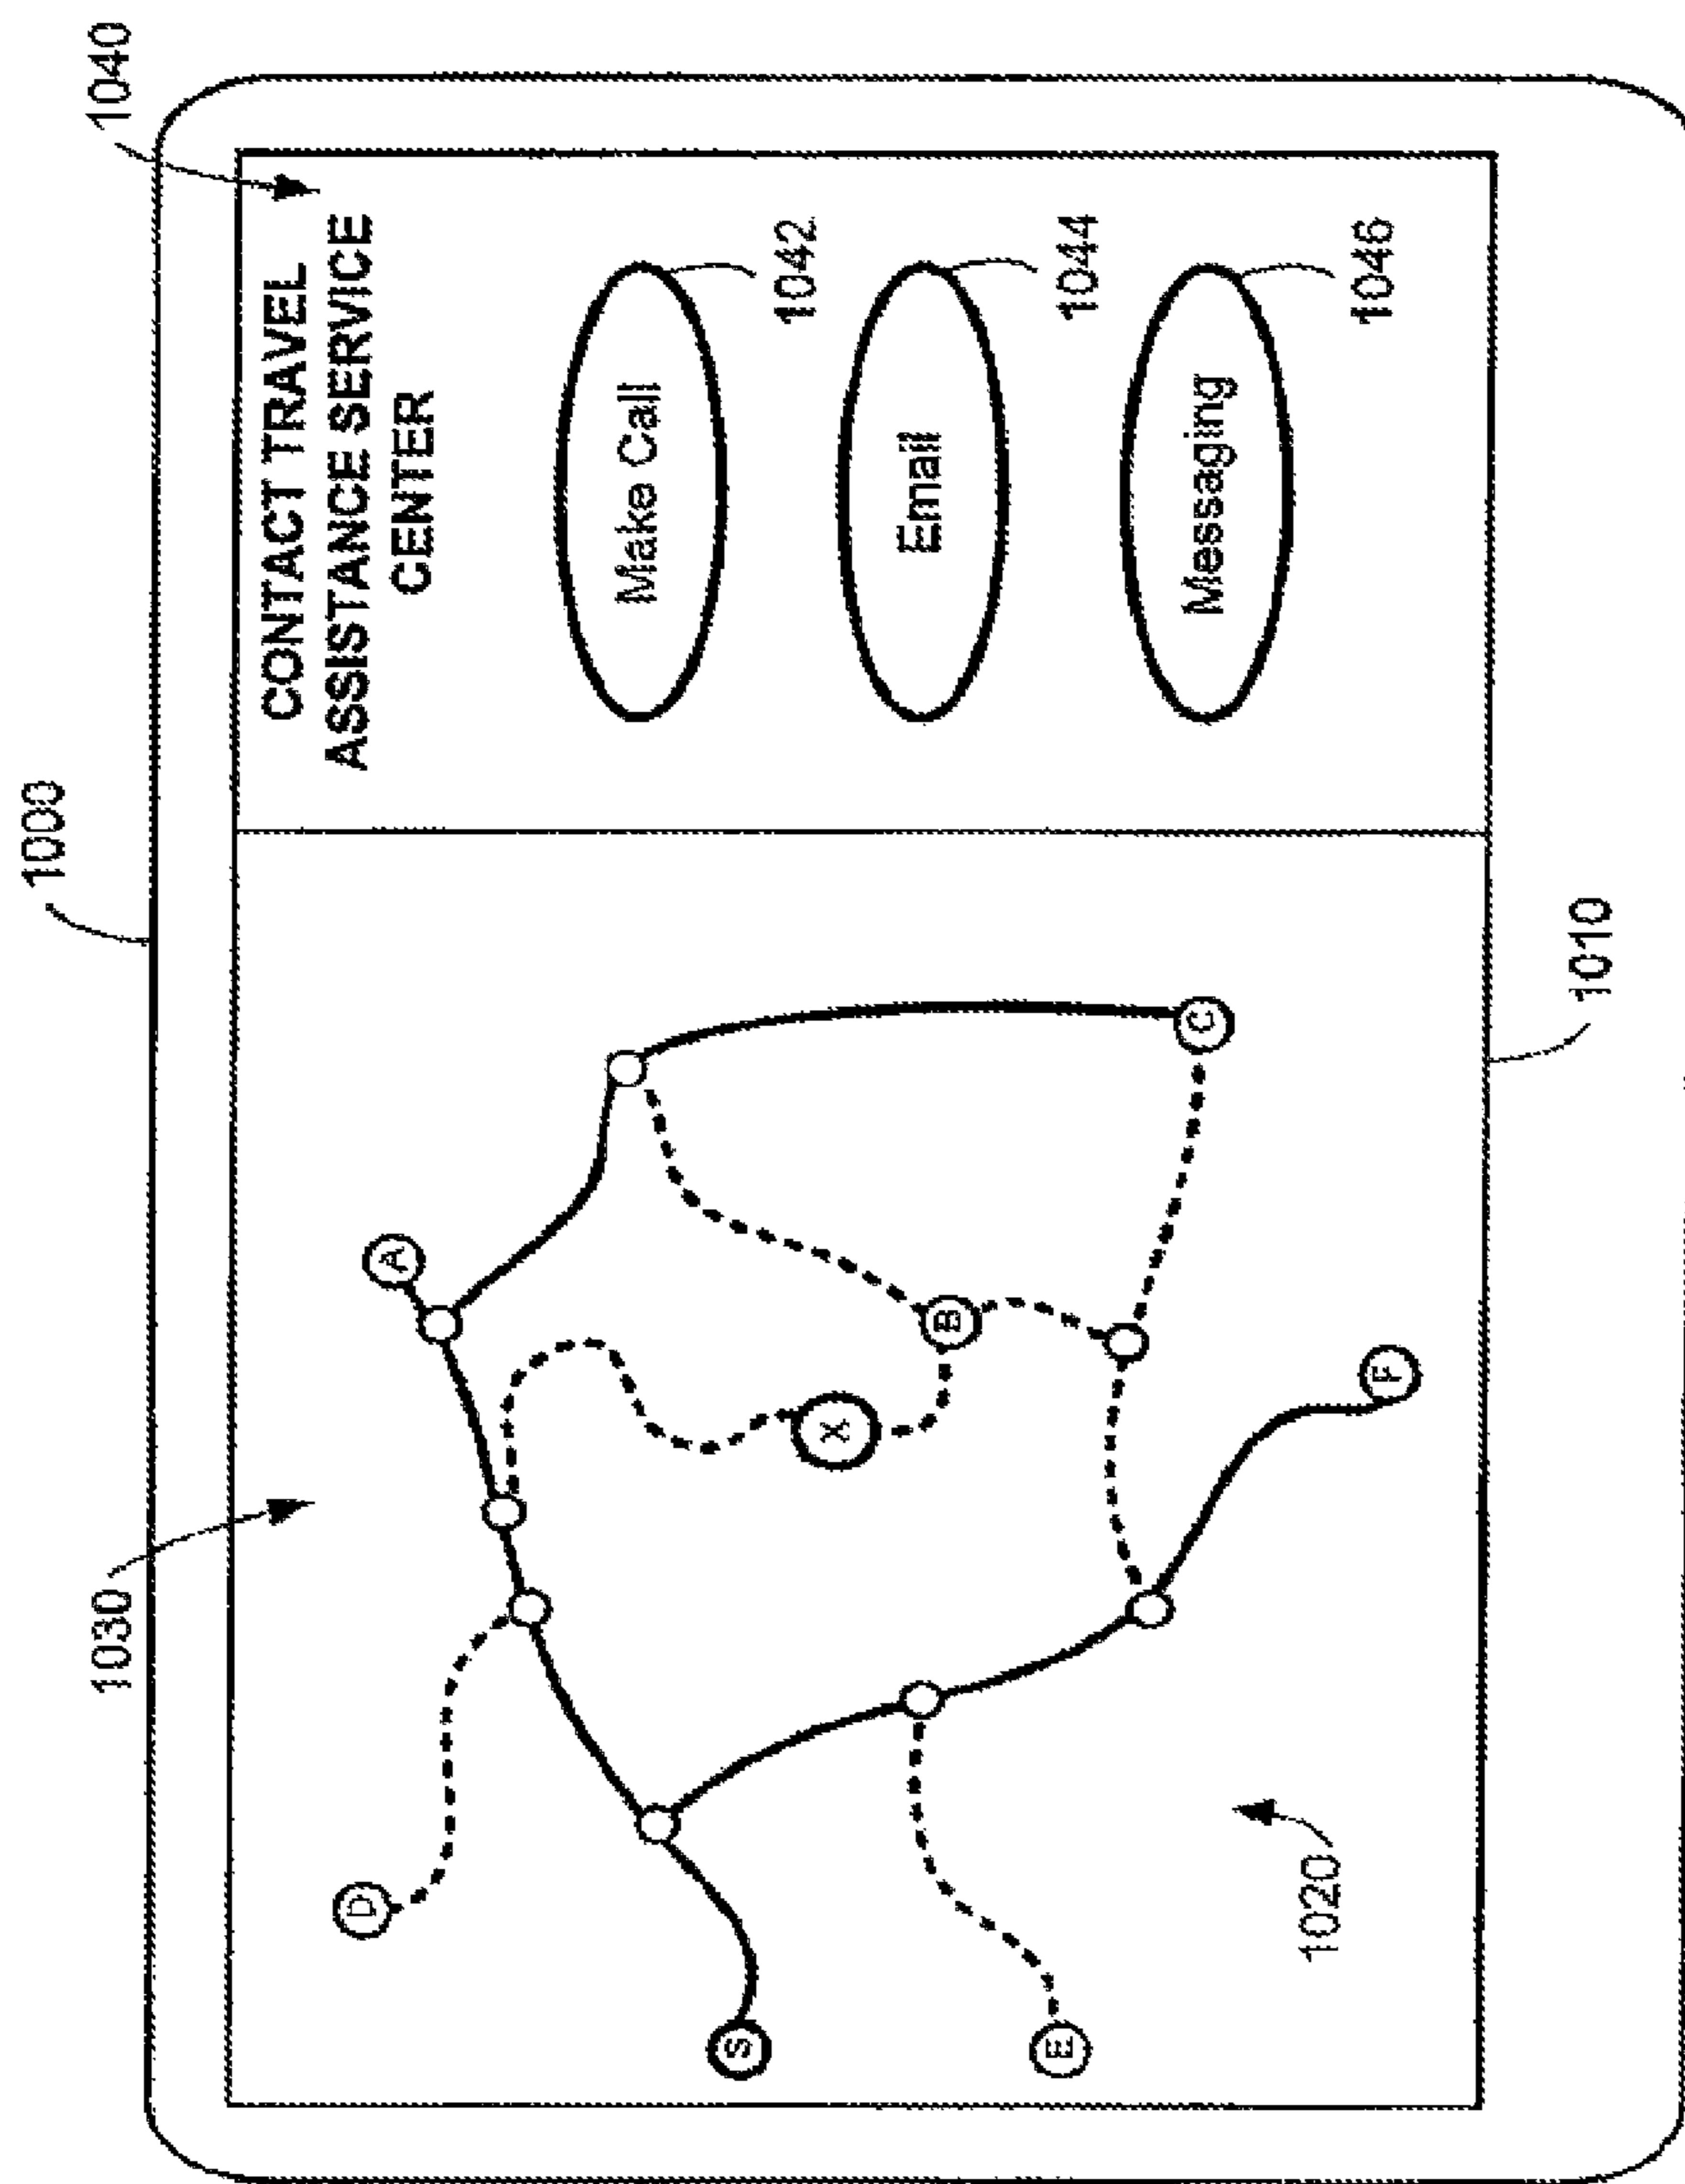 1000
1030
1040
CONTACT TRAVEL
ASSISTANCE SERVICE
CENTER
Make Call
1042
Email
1044
Messaging
1046
D
A
S
X
B
E
C
F
1020
1010